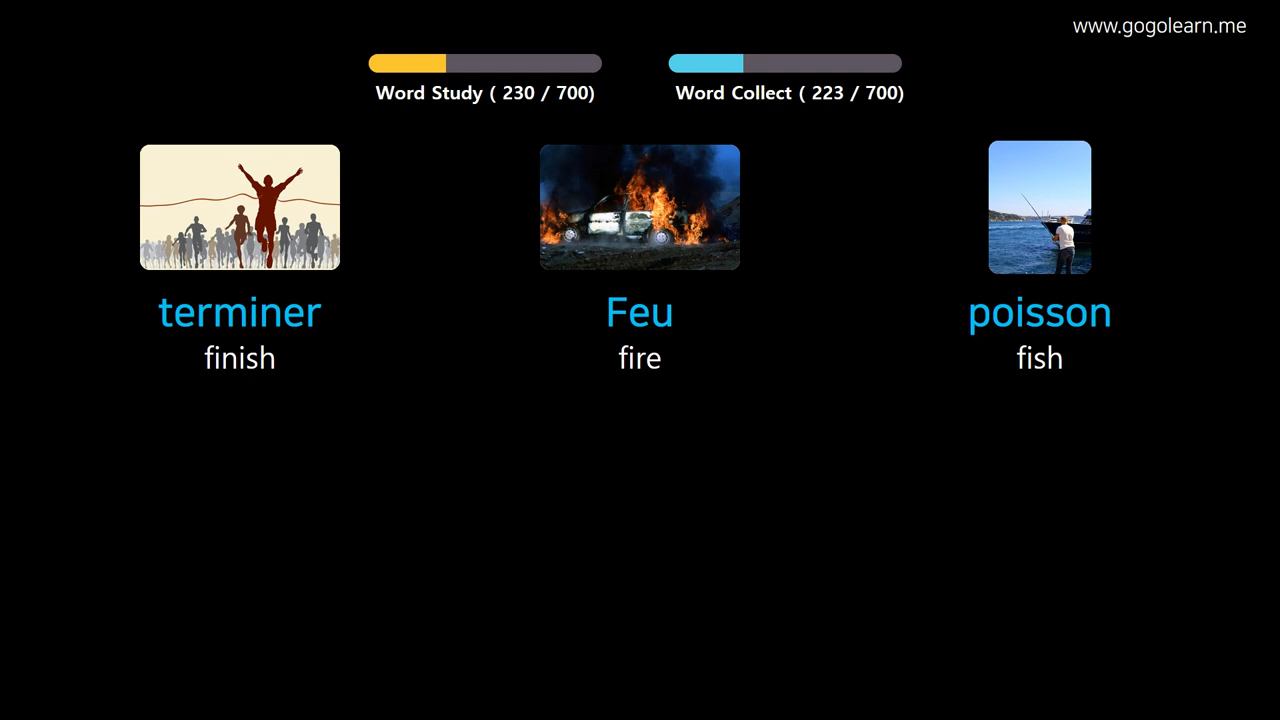 www.gogolearn.me
Word Study ( 230 / 700)
Word Collect ( 223 / 700)
terminer
finish
Feu
fire
poisson
fish